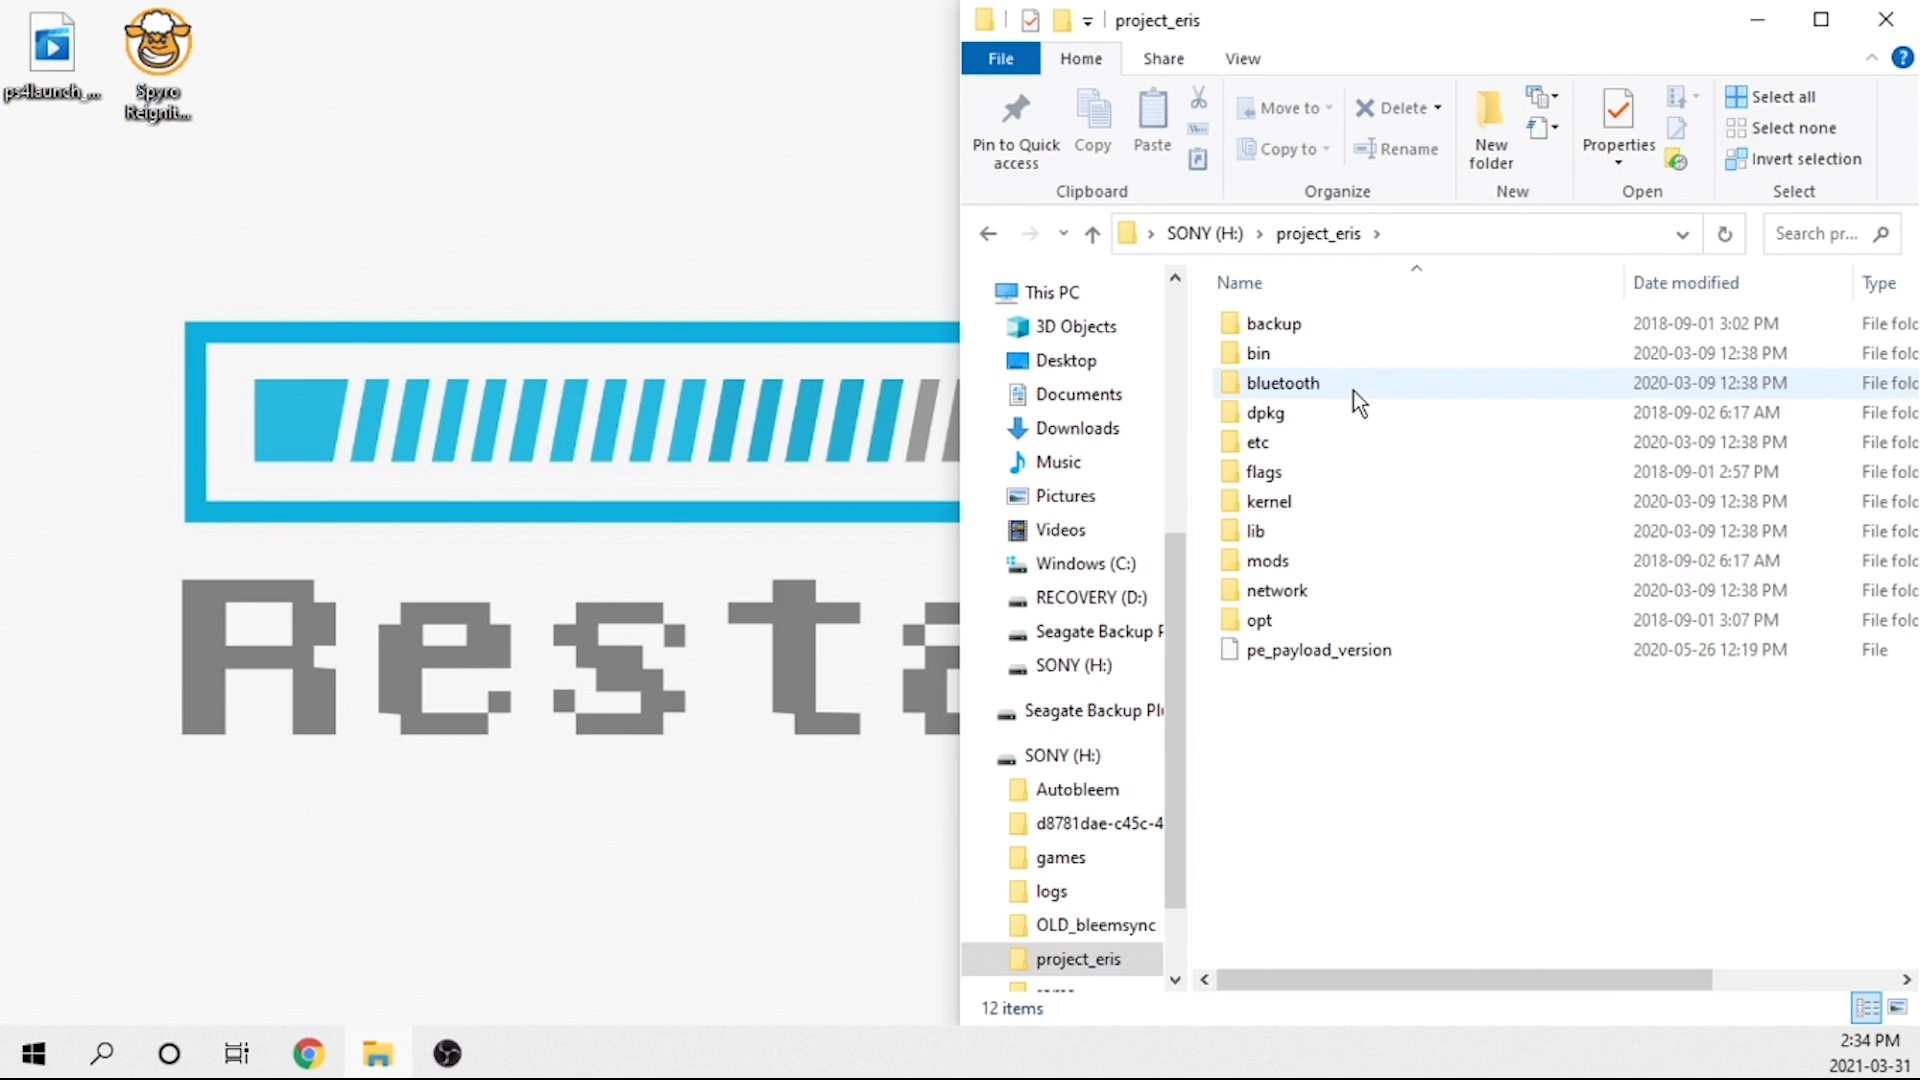 ps4launch_...
Spyro
Reignit...
Resta
project_eris
File
Home
Share
View
?
Pin to Quick
access
Copy
Paste
Clipboard
Move to
Copy to
Delete
Rename
Organize
New
folder
New
Properties
Open
Select all
Select none
Invert selection
Select
SONY (H:)
project_eris
Search pr...
This PC
3D Objects
Desktop
Documents
Downloads
Music
Pictures
Videos
Windows (C:)
RECOVERY (D:)
Seagate Backup P
SONY (H:)
Seagate Backup Plu
SONY (H:)
Autobleem
d8781dae-c45c-4
games
logs
OLD_bleemsync
project_eris
Name Date modified Type
backup 2018-09-01 3:02 PM File fold
bin 2020-03-09 12:38 PM File fold
bluetooth 2020-03-09 12:38 PM File fold
dpkg 2018-09-02 6:17 AM File fold
etc 2020-03-09 12:38 PM File fold
flags 2018-09-01 2:57 PM File fold
kernel 2020-03-09 12:38 PM File fold
lib 2020-03-09 12:38 PM File fold
mods 2018-09-02 6:17 AM File fold
network 2020-03-09 12:38 PM File fold
opt 2018-09-01 3:07 PM File fold
pe_payload_version 2020-05-26 12:19 PM File
12 items
2:34 PM
2021-03-31